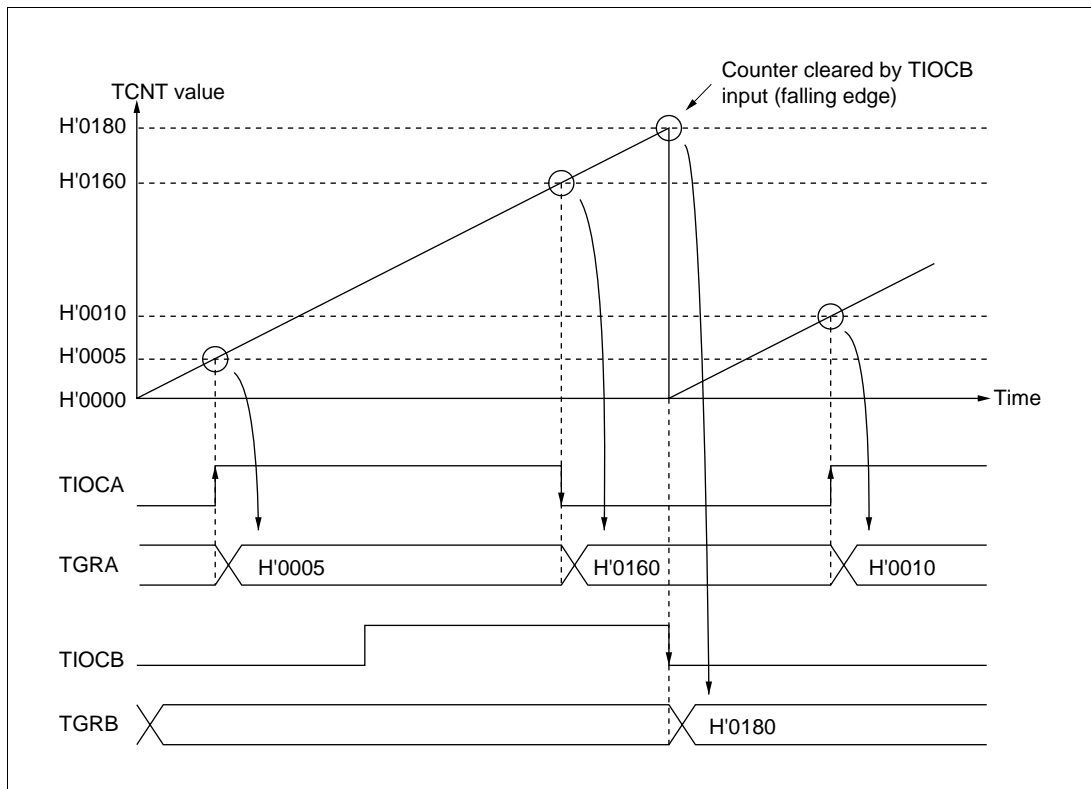 Counter cleared by TIOCB
input (falling edge)
TCNT value
H'0180
H'0160
H'0010
H'0005
H'0000
Time
TIOCA
TGRA
H'0005
H'0160
H'0010
TIOCB
TGRB
H'0180